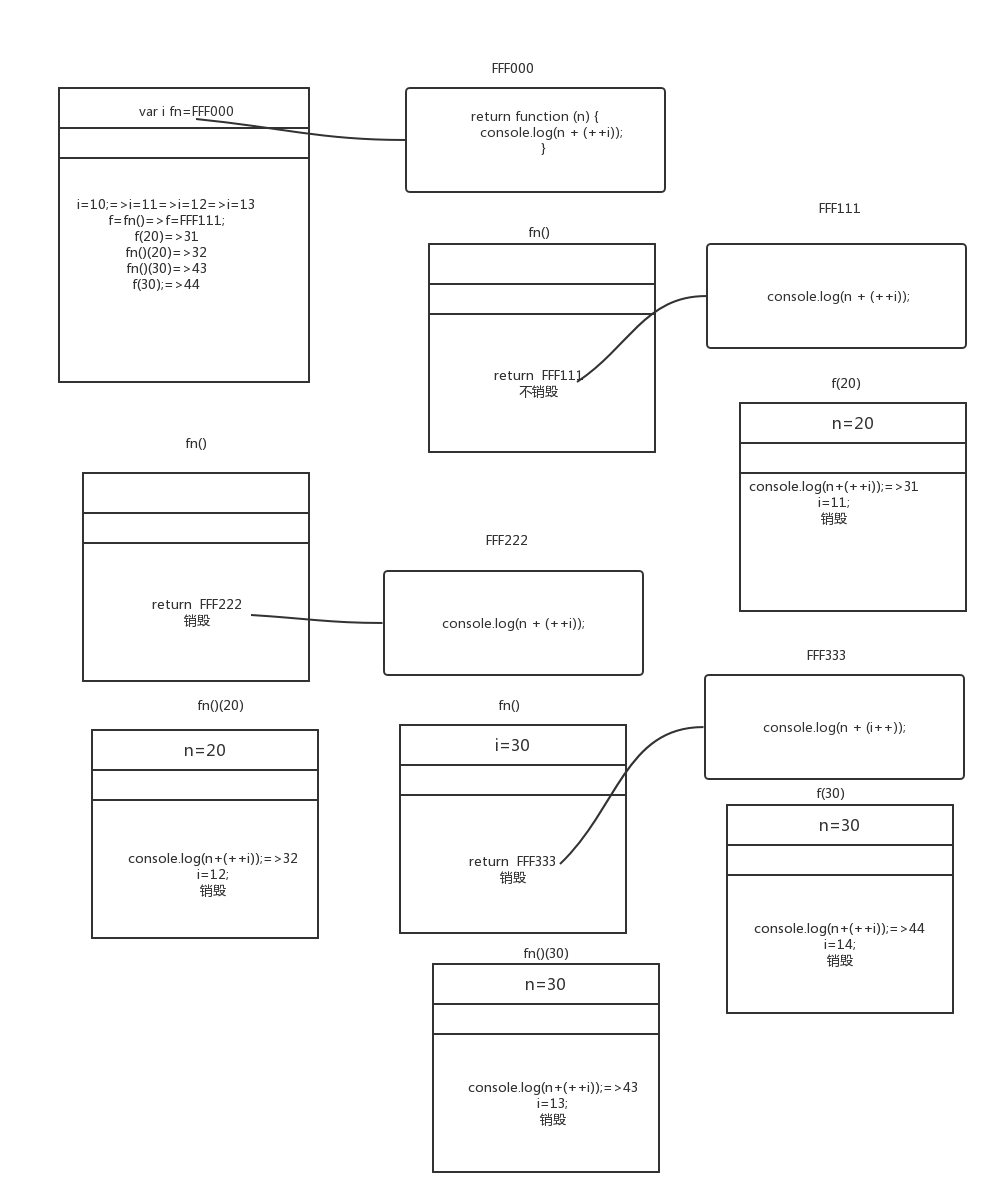 FFF000
var i fn=FFF000
return function (n) {
console.log(n + (++i));
}
i=10;=>i=11=>i=12=>i=13
f=fn()=>f=FFF111;
f(20)=>31
fn()(20)=>32
fn()(30)=>43
f(30);=>44
FFF111
fn()
console.log(n + (++i));
return FFF111
不销毁
f(20)
n=20
console.log(n+(++i));=>31
i=11;
销毁
fn()
return FFF222
销毁
FFF222
console.log(n + (++i));
FFF333
console.log(n + (i++));
fn()(20)
n=20
console.log(n+(++i));=>32
i=12;
销毁
fn()
i=30
return FFF333
销毁
f(30)
n=30
console.log(n+(++i));=>44
i=14;
销毁
fn()(30)
n=30
console.log(n+(++i));=>43
i=13;
销毁